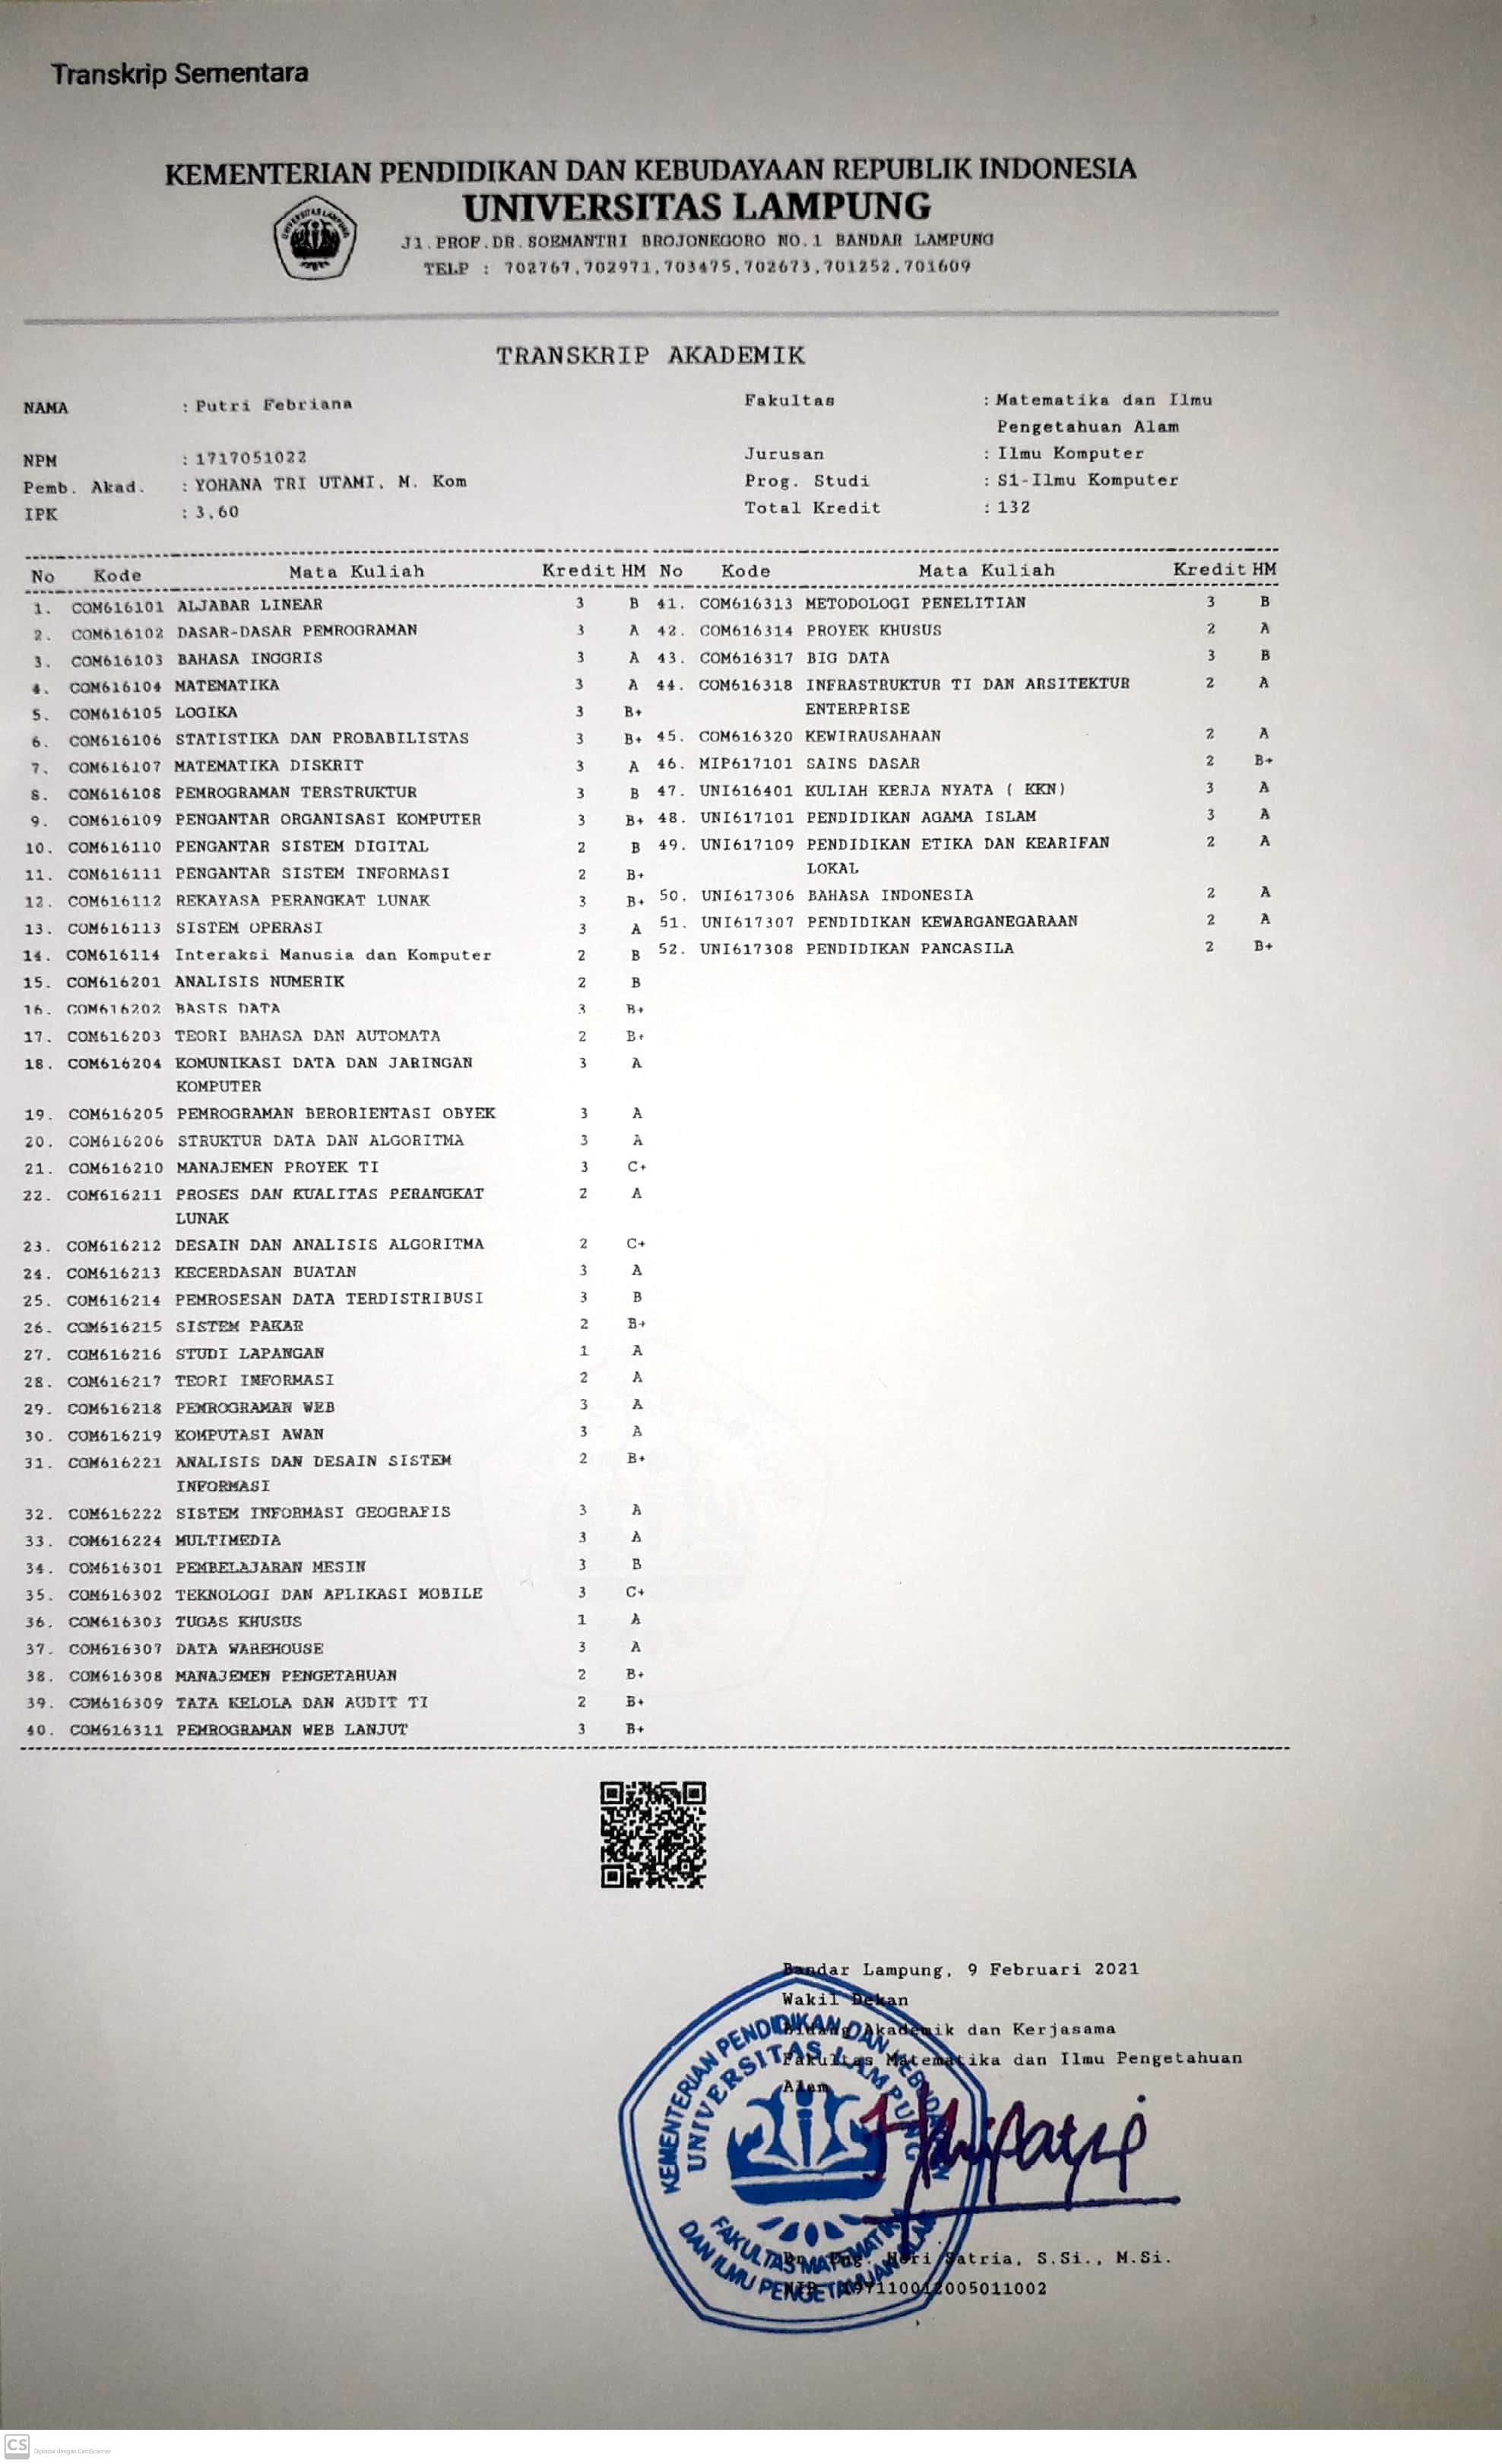 Transkrip Sementara
KEMENTERIAN PENDIDIKAN DAN KEBUDAYAAN REPUBLIK INDONESIA
UNIVERSITAS LAMPUNG
Jl.PROF.DR.SOEMANTRI BROJONEGORO NO.1 BANDAR LAMPUNG
TELP : 702767,702971,703475,702673,701252,701609
TRANSKRIP AKADEMIK
NAMA : Putri Febriana
NPM : 1717051022
Pemb. Akad. : YOHANA TRI UTAMI, M. Kom
IPK : 3.60
Fakultas : Matematika dan Ilmu
Pengetahuan Alam
Jurusan : Ilmu Komputer
Prog. Studi : S1-Ilmu Komputer
Total Kredit : 132
No Kode Mata Kuliah Kredit HM
1. COM616101 ALJABAR LINEAR 3 B
2. COM616102 DASAR-DASAR PEMROGRAMAN 3 A
3. COM616103 BAHASA INGGRIS 3 A
4. COM616104 MATEMATIKA 3 A
5. COM616105 LOGIKA 3 B+
6. COM616106 STATISTIKA DAN PROBABILISTAS 3 B+
7. COM616107 MATEMATIKA DISKRIT 3 A
8. COM616108 PEMROGRAMAN TERSTRUKTUR 3 B
9. COM616109 PENGANTAR ORGANISASI KOMPUTER 3 B+
10. COM616110 PENGANTAR SISTEM DIGITAL 2 B
11. COM616111 PENGANTAR SISTEM INFORMASI 2 B+
12. COM616112 REKAYASA PERANGKAT LUNAK 3 B+
13. COM616113 SISTEM OPERASI 3 A
14. COM616114 Interaksi Manusia dan Komputer 2 B
15. COM616201 ANALISIS NUMERIK 2 B
16. COM616202 BASIS DATA 3 B+
17. COM616203 TEORI BAHASA DAN AUTOMATA 2 B+
18. COM616204 KOMUNIKASI DATA DAN JARINGAN 3 A
KOMPUTER
19. COM616205 PEMROGRAMAN BERORIENTASI OBYEK 3 A
20. COM616206 STRUKTUR DATA DAN ALGORITMA 3 A
21. COM616210 MANAJEMEN PROYEK TI 3 C+
22. COM616211 PROSES DAN KUALITAS PERANGKAT 2 A
LUNAK
23. COM616212 DESAIN DAN ANALISIS ALGORITMA 2 C+
24. COM616213 KECERDASAN BUATAN 3 A
25. COM616214 PEMROSESAN DATA TERDISTRIBUSI 3 B
26. COM616215 SISTEM PAKAR 2 B+
27. COM616216 STUDI LAPANGAN 1 A
28. COM616217 TEORI INFORMASI 2 A
29. COM616218 PEMROGRAMAN WEB 3 A
30. COM616219 KOMPUTASI AWAN 3 A
31. COM616221 ANALISIS DAN DESAIN SISTEM 2 B+
INFORMASI
32. COM616222 SISTEM INFORMASI GEOGRAFIS 3 A
33. COM616224 MULTIMEDIA 3 A
34. COM616301 PEMBELAJARAN MESIN 3 B
35. COM616302 TEKNOLOGI DAN APLIKASI MOBILE 3 C+
36. COM616303 TUGAS KHUSUS 1 A
37. COM616307 DATA WAREHOUSE 3 A
38. COM616308 MANAJEMEN PENGETAHUAN 2 B+
39. COM616309 TATA KELOLA DAN AUDIT TI 2 B+
40. COM616311 PEMROGRAMAN WEB LANJUT 3 B+
No Kode Mata Kuliah Kredit HM
41. COM616313 METODOLOGI PENELITIAN 3 B
42. COM616314 PROYEK KHUSUS 2 A
43. COM616317 BIG DATA 3 B
44. COM616318 INFRASTRUKTUR TI DAN ARSITEKTUR 2 A
ENTERPRISE
45. COM616320 KEWIRAUSAHAAN 2 A
46. MIP617101 SAINS DASAR 2 B+
47. UNI616401 KULIAH KERJA NYATA ( KKN) 3 A
48. UNI617101 PENDIDIKAN AGAMA ISLAM 3 A
49. UNI617109 PENDIDIKAN ETIKA DAN KEARIFAN 2 A
LOKAL
50. UNI617306 BAHASA INDONESIA 2 A
51. UNI617307 PENDIDIKAN KEWARGANEGARAAN 2 A
52. UNI617308 PENDIDIKAN PANCASILA 2 B+
Bandar Lampung, 9 Februari 2021
Wakil Dekan
Bidang Akademik dan Kerjasama
Fakultas Matematika dan Ilmu Pengetahuan
Alam
KEMENTERIAN PENDIDIKAN DAN
UNIVERSITAS LAMPUNG
FAKULTAS MATEMATIKA
DAN ILMU PENGETAHUAN ALAM
Dr. Eng. Heri Satria, S.Si., M.Si.
NIP. 197110012005011002
CS Dipindai dengan CamScanner